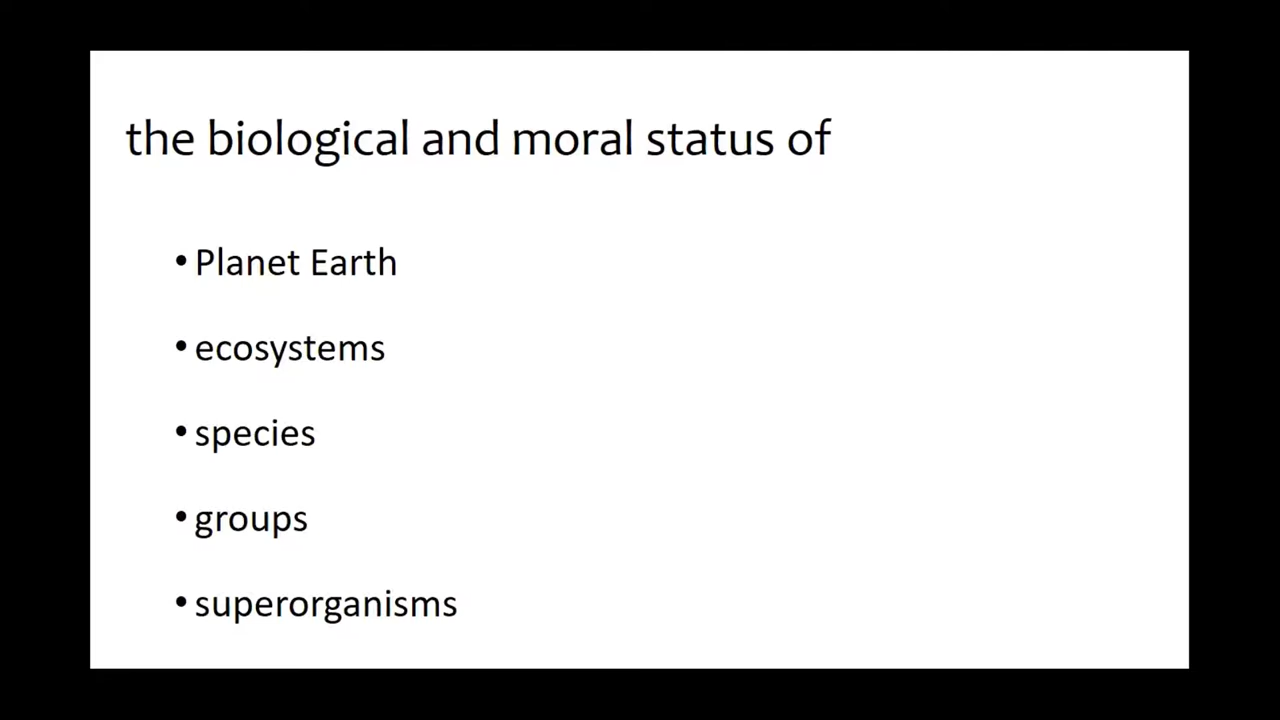 the biological and moral status of
• Planet Earth
• ecosystems
• species
• groups
• superorganisms